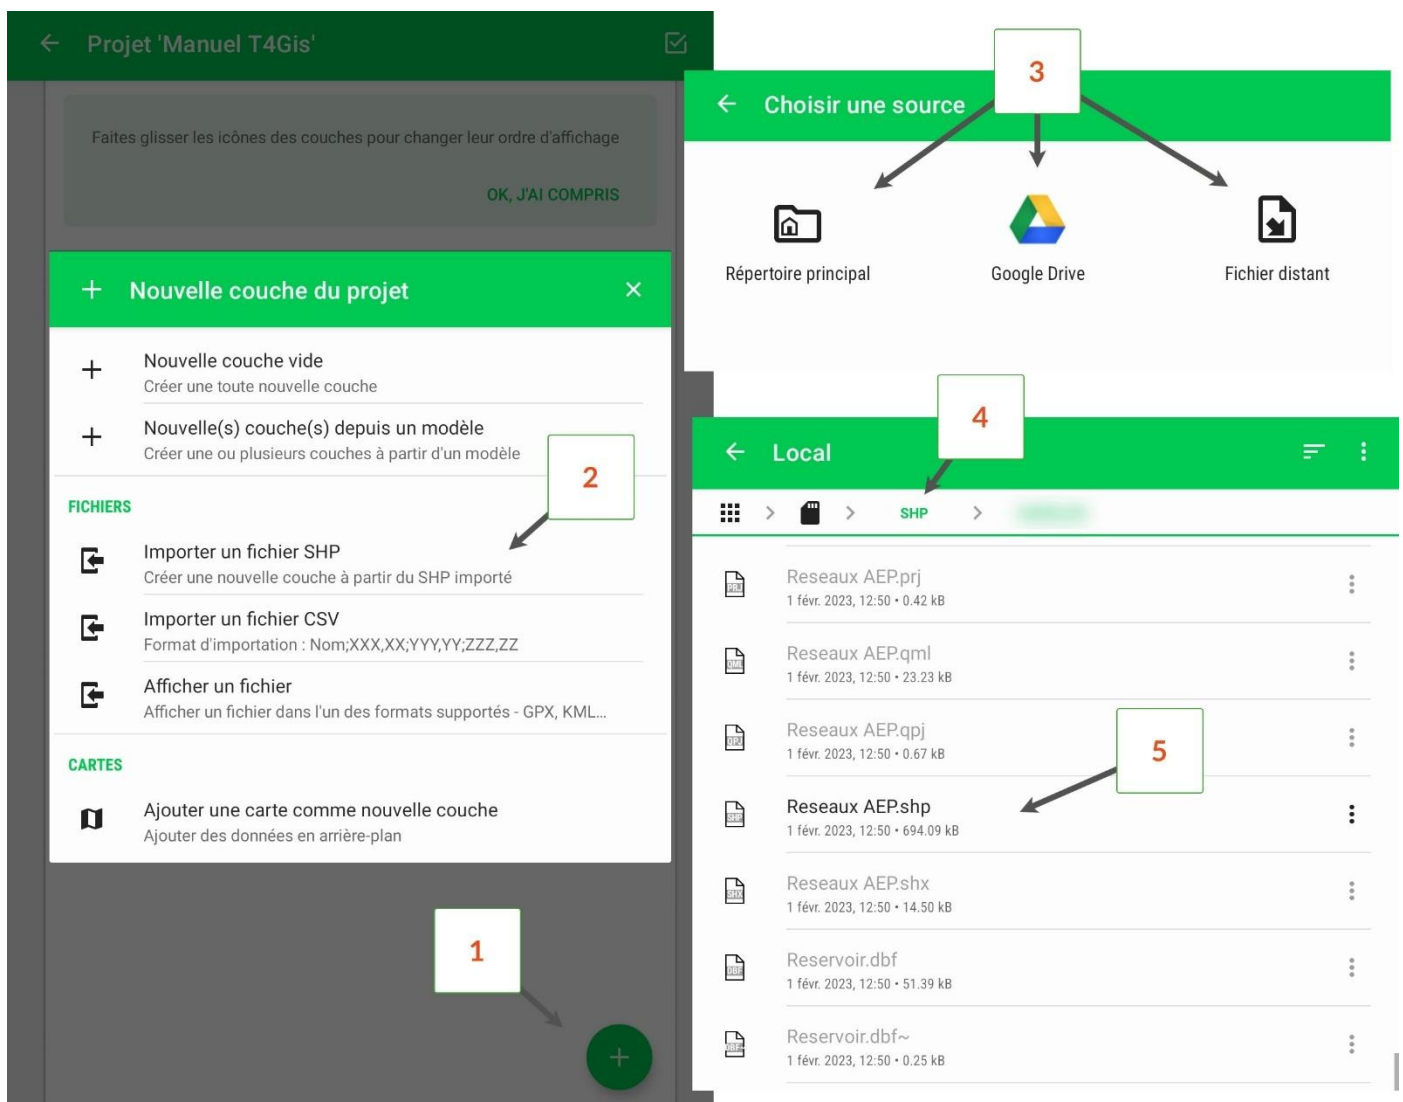 Projet 'Manuel T4Gis'
Faites glisser les icônes des couches pour changer leur ordre d'affichage
OK, J'AI COMPRIS
Nouvelle couche du projet
Nouvelle couche vide
Créer une toute nouvelle couche
Nouvelle(s) couche(s) depuis un modèle
Créer une ou plusieurs couches à partir d'un modèle
2
FICHIERS
Importer un fichier SHP
Créer une nouvelle couche à partir du SHP importé
Importer un fichier CSV
Format d'importation : Nom;XXX,XX;YYY,YY;ZZZ,ZZ
Afficher un fichier
Afficher un fichier dans l'un des formats supportés - GPX, KML...
CARTES
Ajouter une carte comme nouvelle couche
Ajouter des données en arrière-plan
1
3
Choisir une source
Répertoire principal
Google Drive
Fichier distant
4
Local
SHP
PRJ
Reseaux AEP.prj
1 févr. 2023, 12:50 • 0.42 kB
QML
Reseaux AEP.qml
1 févr. 2023, 12:50 • 23.23 kB
QPJ
Reseaux AEP.qpj
1 févr. 2023, 12:50 • 0.67 kB
5
SHP
Reseaux AEP.shp
1 févr. 2023, 12:50 • 694.09 kB
SHX
Reseaux AEP.shx
1 févr. 2023, 12:50 • 14.50 kB
DBF
Reservoir.dbf
1 févr. 2023, 12:50 • 51.39 kB
DBF~
Reservoir.dbf~
1 févr. 2023, 12:50 • 0.25 kB